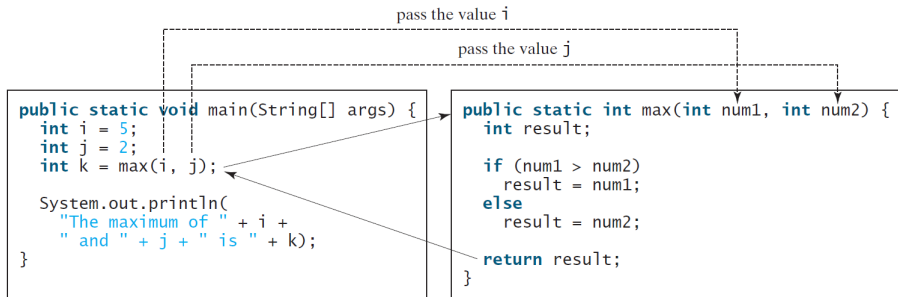 pass the value i
pass the value j
public static void main(String[] args) {
  int i = 5;
  int j = 2;
  int k = max(i, j);

  System.out.println(
    "The maximum of " + i +
    " and " + j + " is " + k);
}
public static int max(int num1, int num2) {
  int result;

  if (num1 > num2)
    result = num1;
  else
    result = num2;

  return result;
}